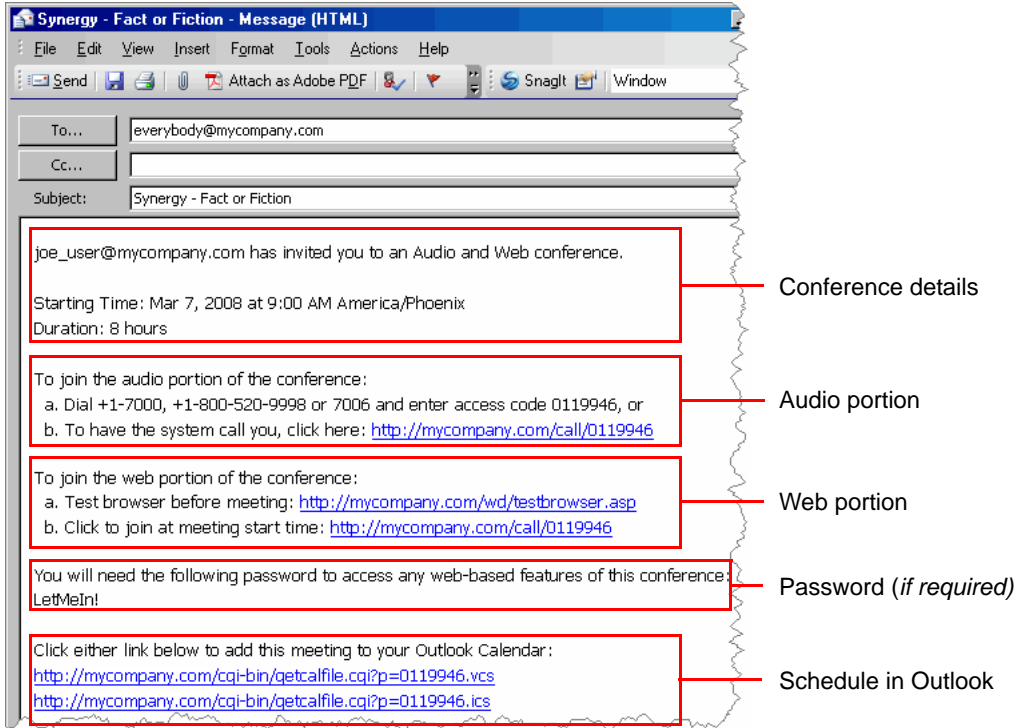 Synergy - Fact or Fiction - Message (HTML)
File Edit View Insert Format Tools Actions Help
Send Attach as Adobe PDF SnagIt Window
To... everybody@mycompany.com
Cc...
Subject: Synergy - Fact or Fiction
joe_user@mycompany.com has invited you to an Audio and Web conference.
Starting Time: Mar 7, 2008 at 9:00 AM America/Phoenix
Duration: 8 hours
Conference details
To join the audio portion of the conference:
a. Dial +1-7000, +1-800-520-9998 or 7006 and enter access code 0119946, or
b. To have the system call you, click here: http://mycompany.com/call/0119946
Audio portion
To join the web portion of the conference:
a. Test browser before meeting: http://mycompany.com/wd/testbrowser.asp
b. Click to join at meeting start time: http://mycompany.com/call/0119946
Web portion
You will need the following password to access any web-based features of this conference:
LetMeIn!
Password (if required)
Click either link below to add this meeting to your Outlook Calendar:
http://mycompany.com/cgi-bin/getcalfile.cgi?p=0119946.vcs
http://mycompany.com/cgi-bin/getcalfile.cgi?p=0119946.ics
Schedule in Outlook